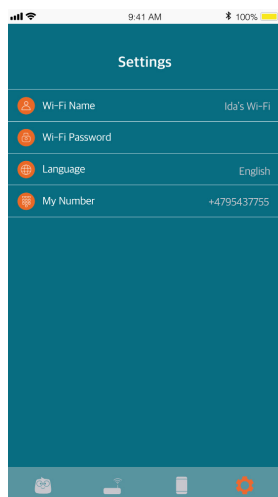 9:41 AM
100%
Settings
Wi-Fi Name
Ida's Wi-Fi
Wi-Fi Password
Language
English
My Number
+4795437755